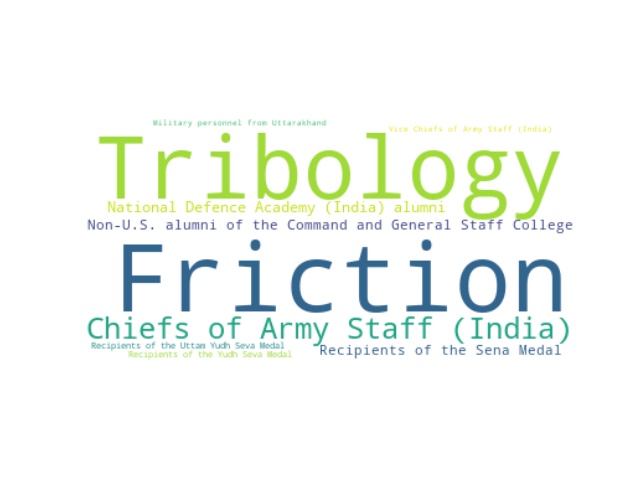 Military personnel from Uttarakhand
Vice Chiefs of Army Staff (India)
Tribology
National Defence Academy (India) alumni
Non-U.S. alumni of the Command and General Staff College
Friction
Chiefs of Army Staff (India)
Recipients of the Uttam Yudh Seva Medal
Recipients of the Sena Medal
Recipients of the Yudh Seva Medal